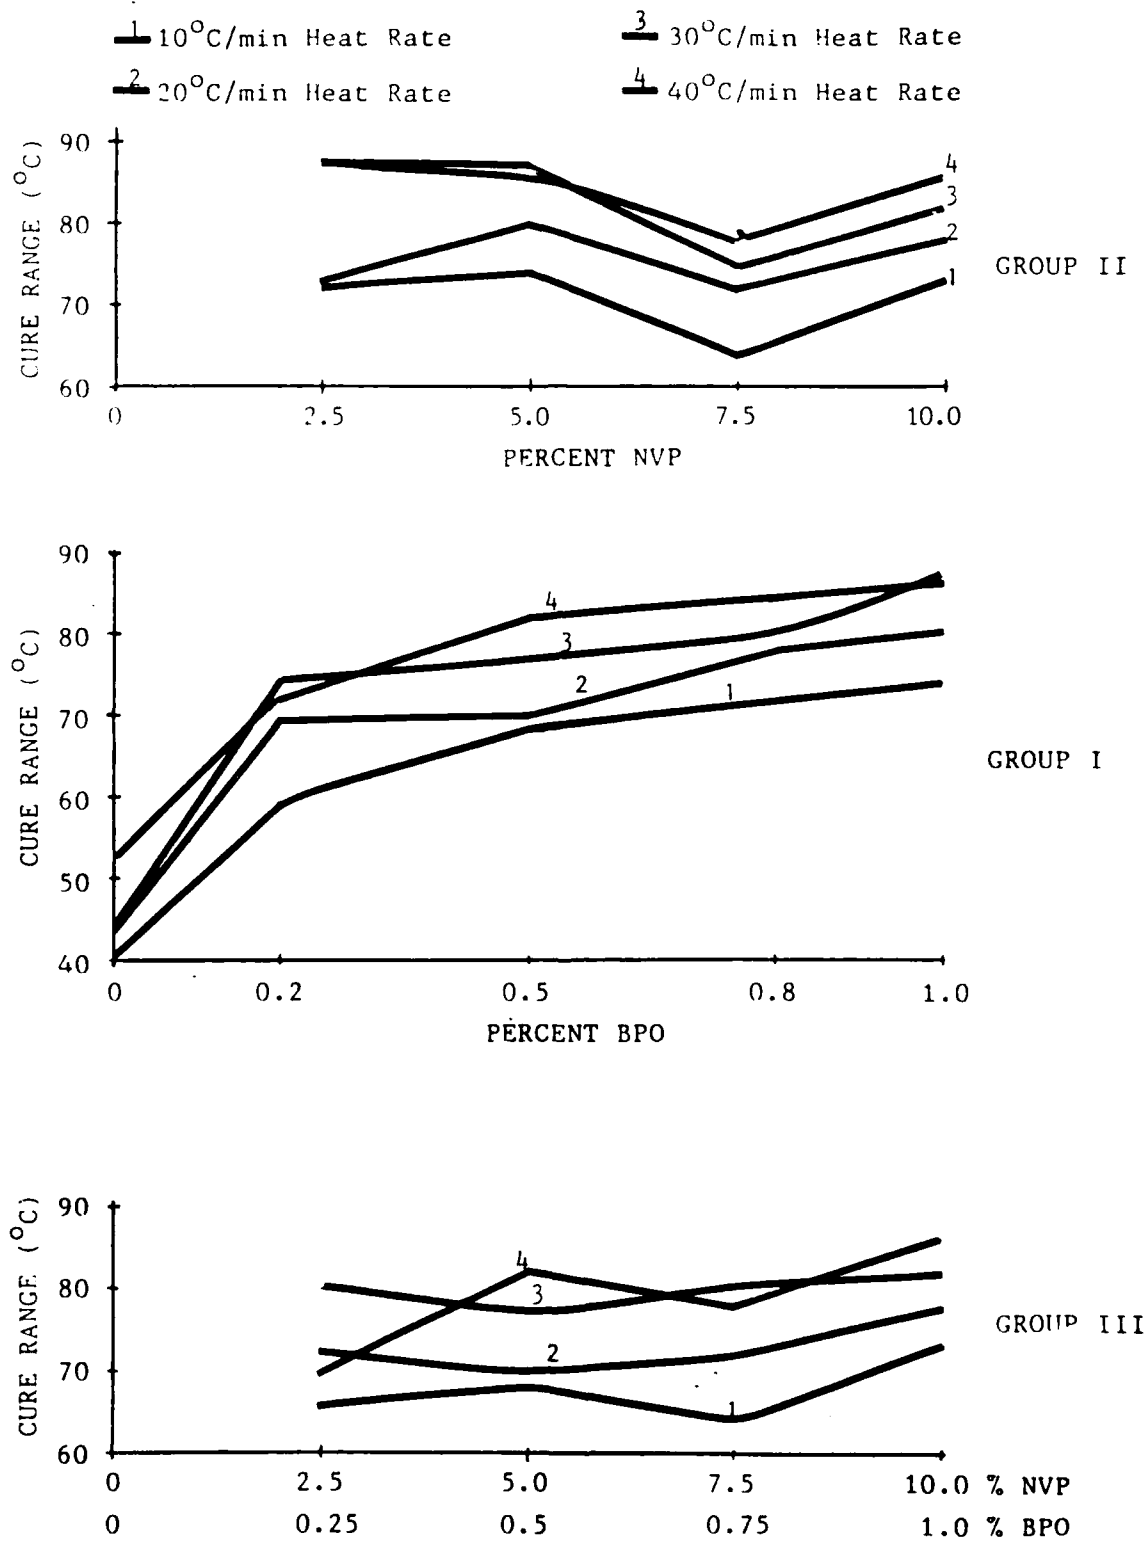 1 10°C/min Heat Rate 3 30°C/min Heat Rate
2 20°C/min Heat Rate 4 40°C/min Heat Rate
CURE RANGE (°C)
90
80
70
60
4
3
2
1
GROUP II
0 2.5 5.0 7.5 10.0
PERCENT NVP
CURE RANGE (°C)
90
80
70
60
50
40
4
3
2
1
GROUP I
0 0.2 0.5 0.8 1.0
PERCENT BPO
CURE RANGE (°C)
90
80
70
60
4
3
2
1
GROUP III
0 2.5 5.0 7.5 10.0 % NVP
0 0.25 0.5 0.75 1.0 % BPO